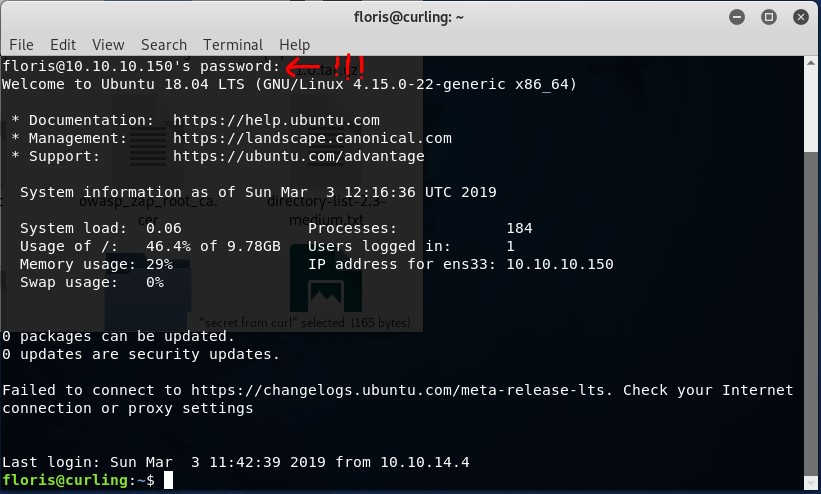 floris@curling: ~
File Edit View Search Terminal Help
floris@10.10.10.150's password: ← !!!
1.0.tar.gz
Welcome to Ubuntu 18.04 LTS (GNU/Linux 4.15.0-22-generic x86_64)
* Documentation: https://help.ubuntu.com
* Management: https://landscape.canonical.com
* Support: https://ubuntu.com/advantage
System information as of Sun Mar 3 12:16:36 UTC 2019
owasp_zap_root_ca.cer
directory-list-2.3-medium.txt
System load: 0.06 Processes: 184
Usage of /: 46.4% of 9.78GB Users logged in: 1
Memory usage: 29% IP address for ens33: 10.10.10.150
Swap usage: 0%
"secret from curl" selected (165 bytes)
0 packages can be updated.
0 updates are security updates.
Failed to connect to https://changelogs.ubuntu.com/meta-release-lts. Check your Internet
connection or proxy settings
Last login: Sun Mar 3 11:42:39 2019 from 10.10.14.4
floris@curling:~$